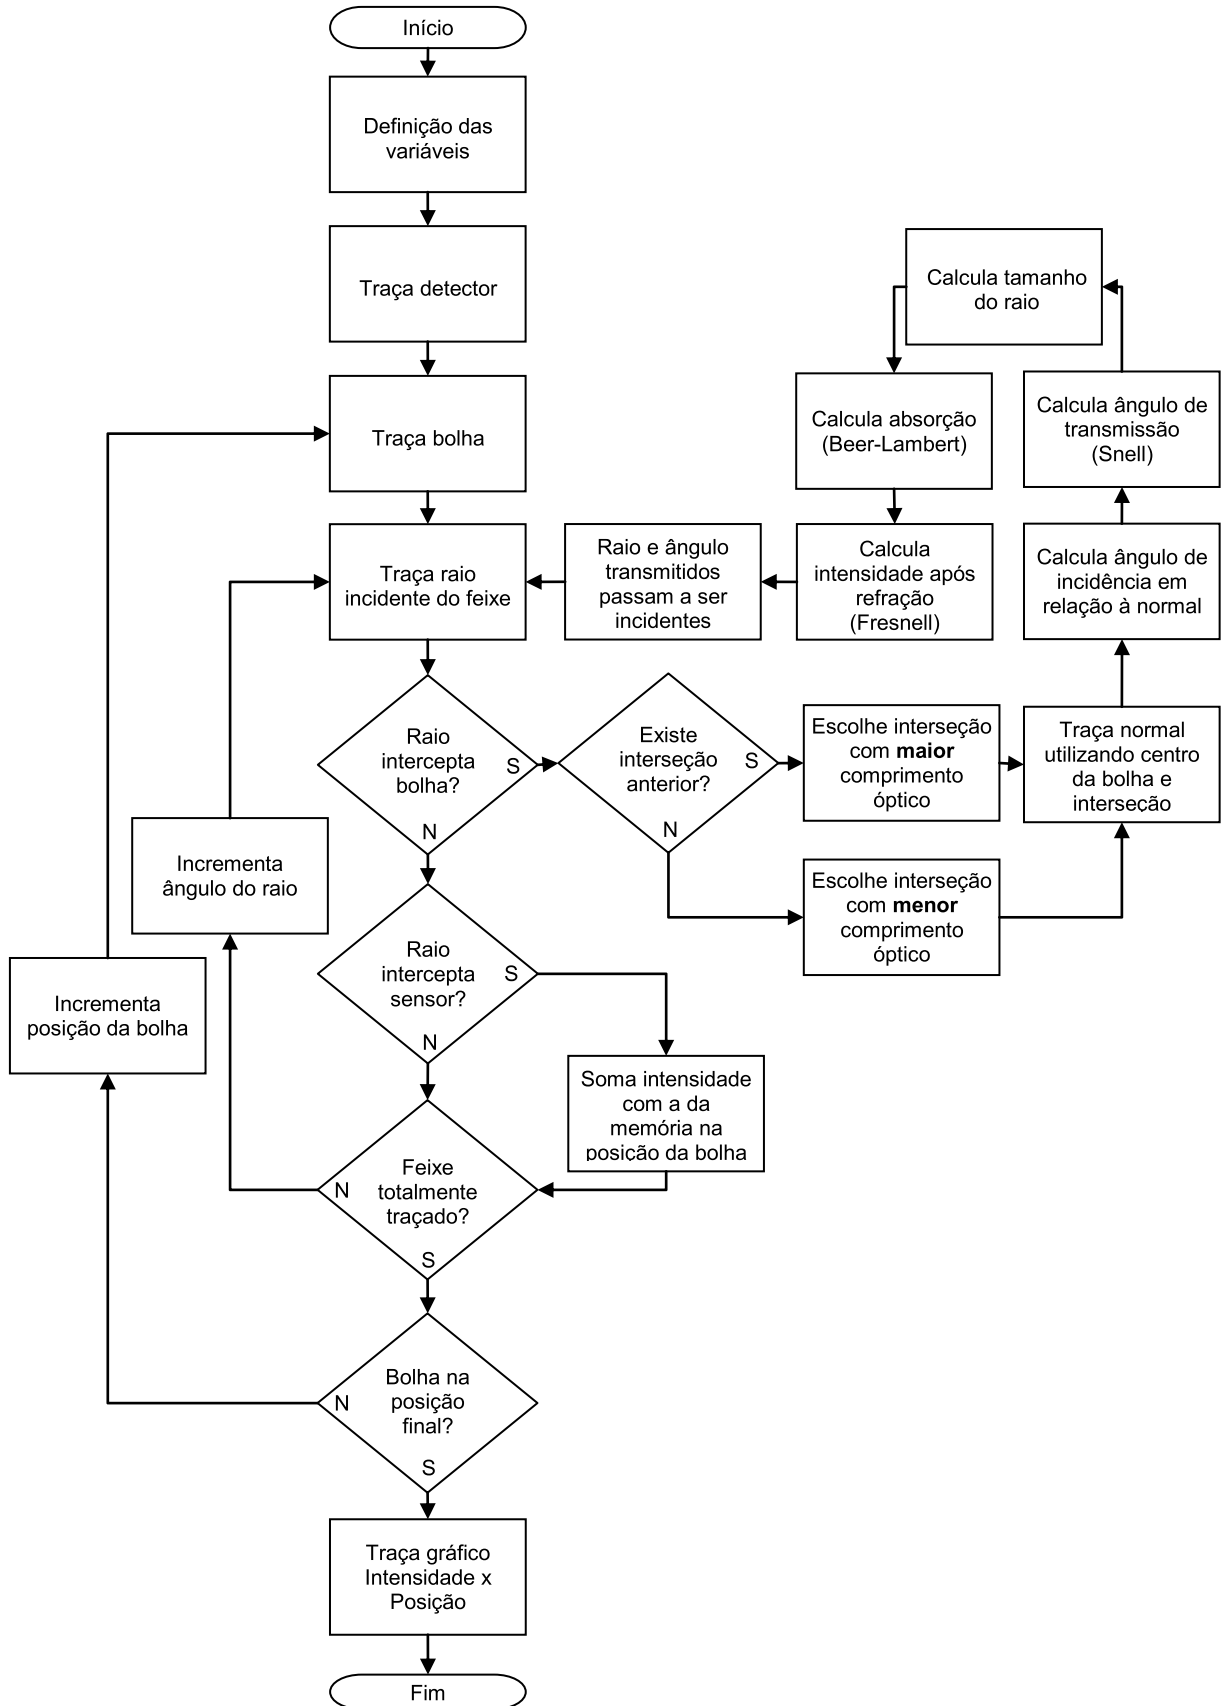 Início
Definição das
variáveis
Traça detector
Calcula tamanho
do raio
Traça bolha
Calcula absorção
(Beer-Lambert)
Calcula ângulo de
transmissão
(Snell)
Traça raio
incidente do feixe
Raio e ângulo
transmitidos
passam a ser
incidentes
Calcula
intensidade após
refração
(Fresnell)
Calcula ângulo de
incidência em
relação à normal
Raio
intercepta
bolha?
S
N
Existe
interseção
anterior?
S
N
Escolhe interseção
com maior
comprimento
óptico
Traça normal
utilizando centro
da bolha e
interseção
Incrementa
ângulo do raio
Escolhe interseção
com menor
comprimento
óptico
Raio
intercepta
sensor?
S
N
Incrementa
posição da bolha
Soma intensidade
com a da
memória na
posição da bolha
Feixe
totalmente
traçado?
N
S
Bolha na
posição
final?
N
S
Traça gráfico
Intensidade x
Posição
Fim